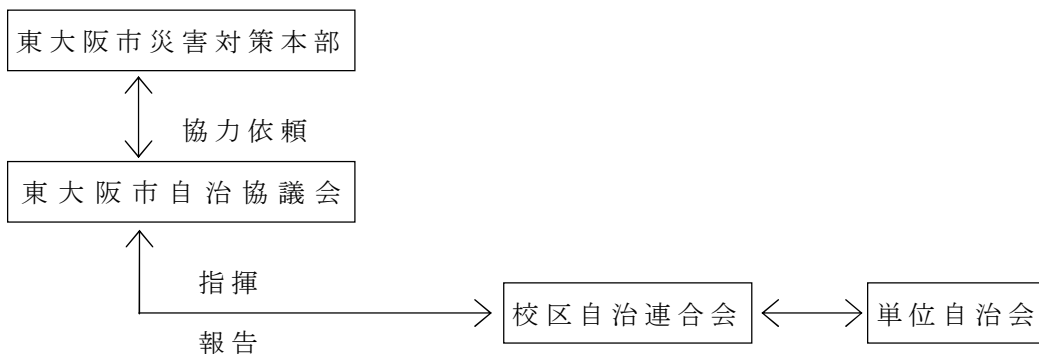 東大阪市災害対策本部
協力依頼
東大阪市自治協議会
指揮
校区自治連合会
単位自治会
報告